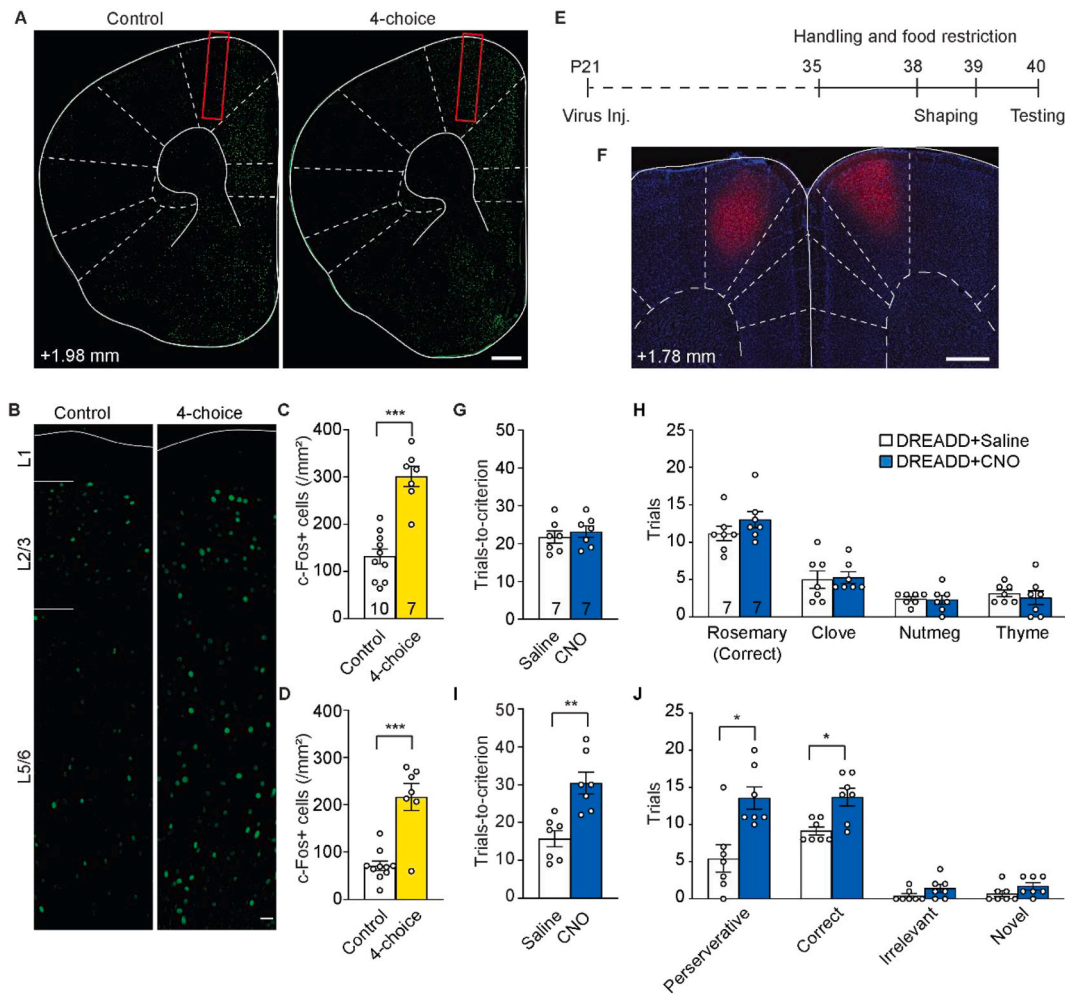 A
Control
4-choice
+1.98 mm
E
Handling and food restriction
P21
35
38
39
40
Virus Inj.
Shaping
Testing
F
+1.78 mm
B
Control
4-choice
L1
L2/3
L5/6
C
c-Fos+ cells (/mm²)
400
300
200
100
0
***
10
7
Control
4-choice
D
c-Fos+ cells (/mm²)
400
300
200
100
0
***
Control
4-choice
G
Trials-to-criterion
50
40
30
20
10
0
7
7
Saline
CNO
H
DREADD+Saline
DREADD+CNO
Trials
25
20
15
10
5
0
7
7
Rosemary
(Correct)
Clove
Nutmeg
Thyme
I
Trials-to-criterion
50
40
30
20
10
0
**
Saline
CNO
J
Trials
25
20
15
10
5
0
*
*
Perserverative
Correct
Irrelevant
Novel